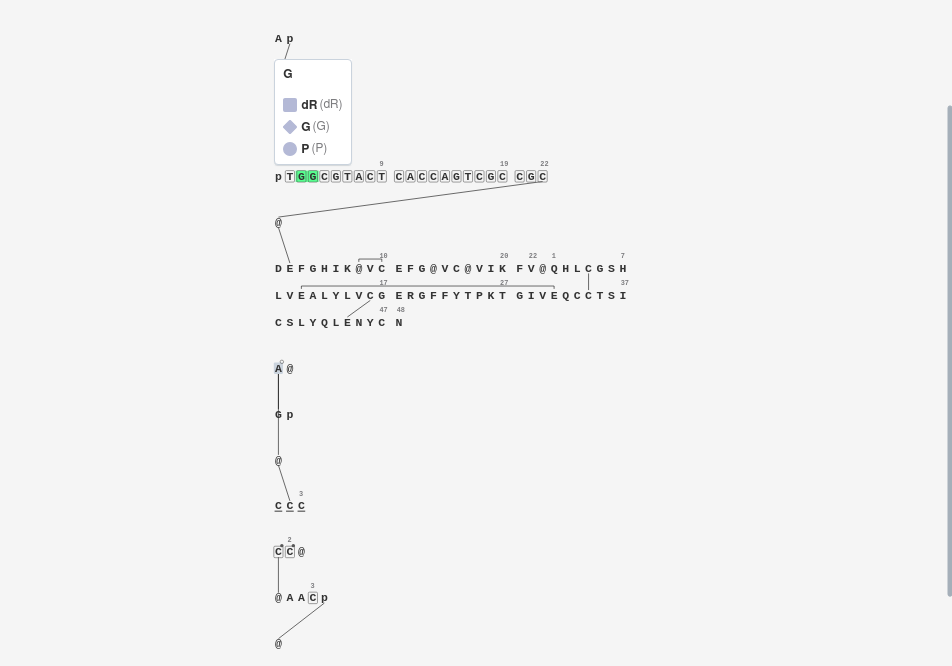 A p
G
dR (dR)
G (G)
P (P)
9 19 22
p T G G C G T A C T C A C C A G T C G C C G C
@
10 20 22 1 7
D E F G H I K @ V C E F G @ V C @ V I K F V @ Q H L C G S H
17 27 37
L V E A L Y L V C G E R G F F Y T P K T G I V E Q C C T S I
47 48
C S L Y Q L E N Y C N
A @
G p
@
3
C C C
2
C C @
3
@ A A C p
@